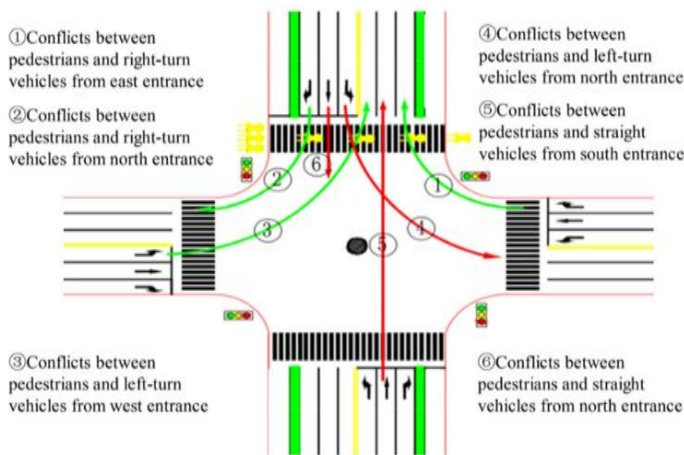 ①Conflicts between
pedestrians and right-turn
vehicles from east entrance
②Conflicts between
pedestrians and right-turn
vehicles from north entrance
④Conflicts between
pedestrians and left-turn
vehicles from north entrance
⑤Conflicts between
pedestrians and straight
vehicles from south entrance
⑥
②
①
③
⑤
④
③Conflicts between
pedestrians and left-turn
vehicles from west entrance
⑥Conflicts between
pedestrians and straight
vehicles from north entrance